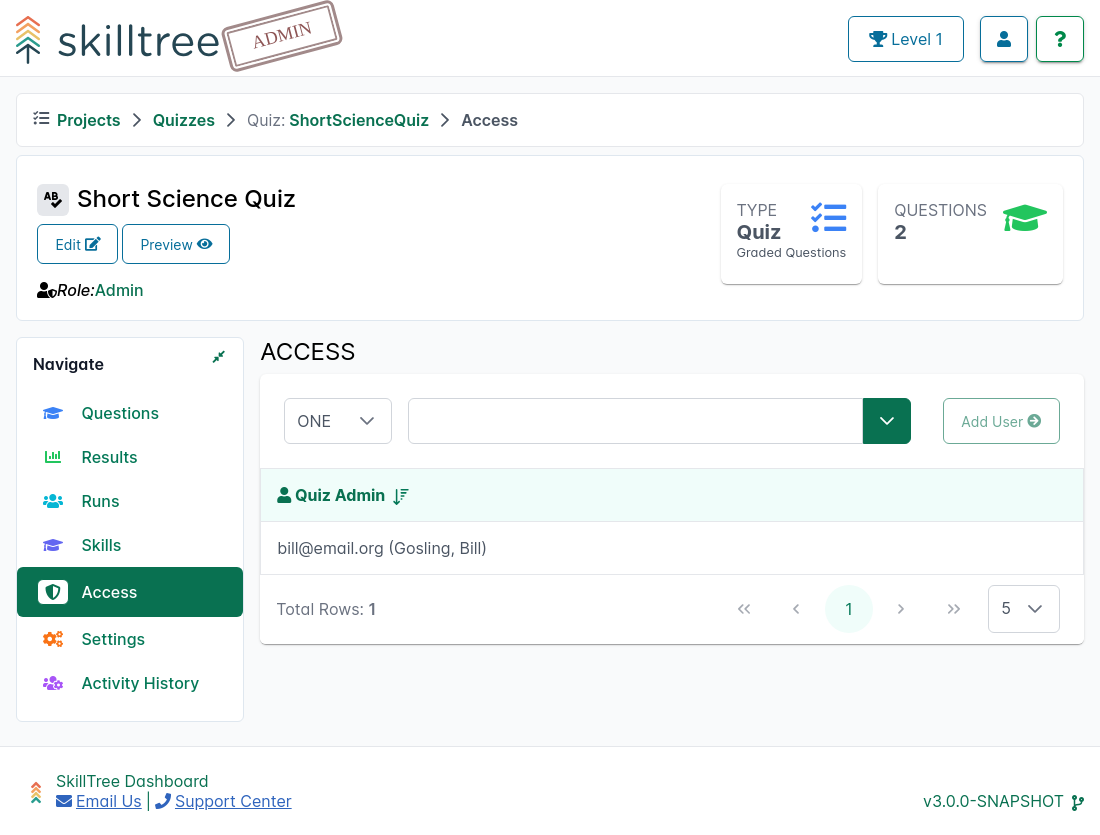 skilltree ADMIN
Level 1
?
Projects > Quizzes > Quiz: ShortScienceQuiz > Access
AB Short Science Quiz
Edit
Preview
Role:Admin
TYPE
Quiz
Graded Questions
QUESTIONS
2
Navigate
Questions
Results
Runs
Skills
Access
Settings
Activity History
ACCESS
ONE
Add User
Quiz Admin
bill@email.org (Gosling, Bill)
Total Rows: 1
1
5
SkillTree Dashboard
Email Us | Support Center
v3.0.0-SNAPSHOT